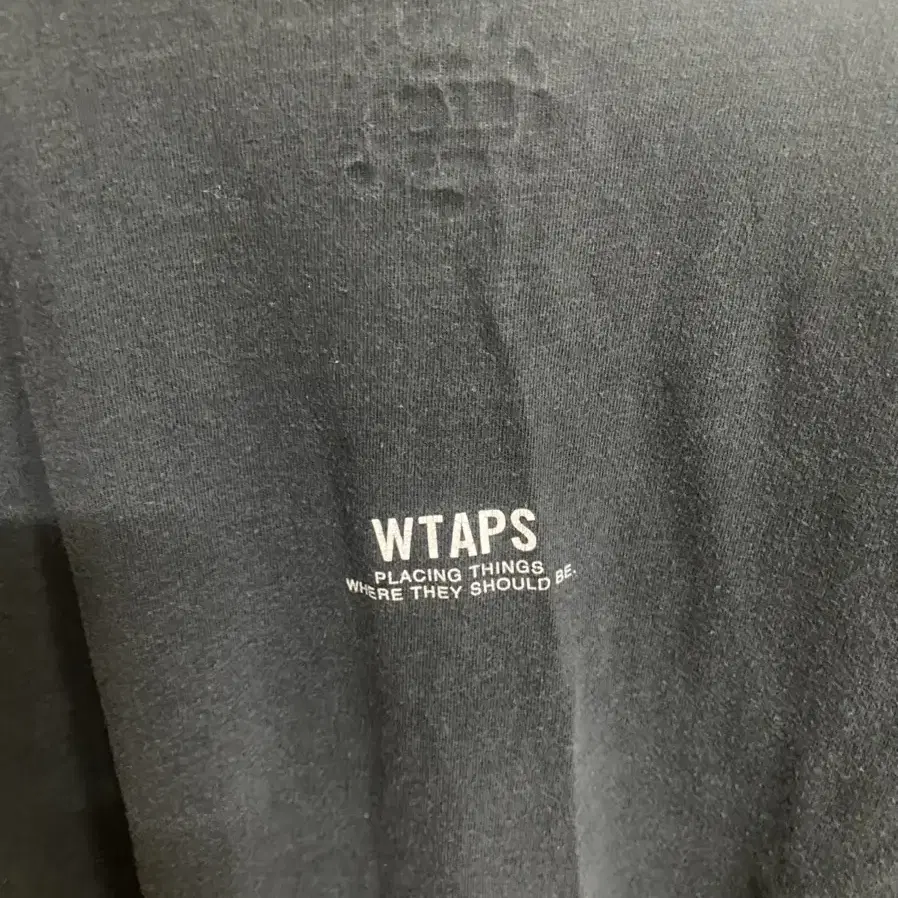 WTAPS
PLACING THINGS
WHERE THEY SHOULD BE.